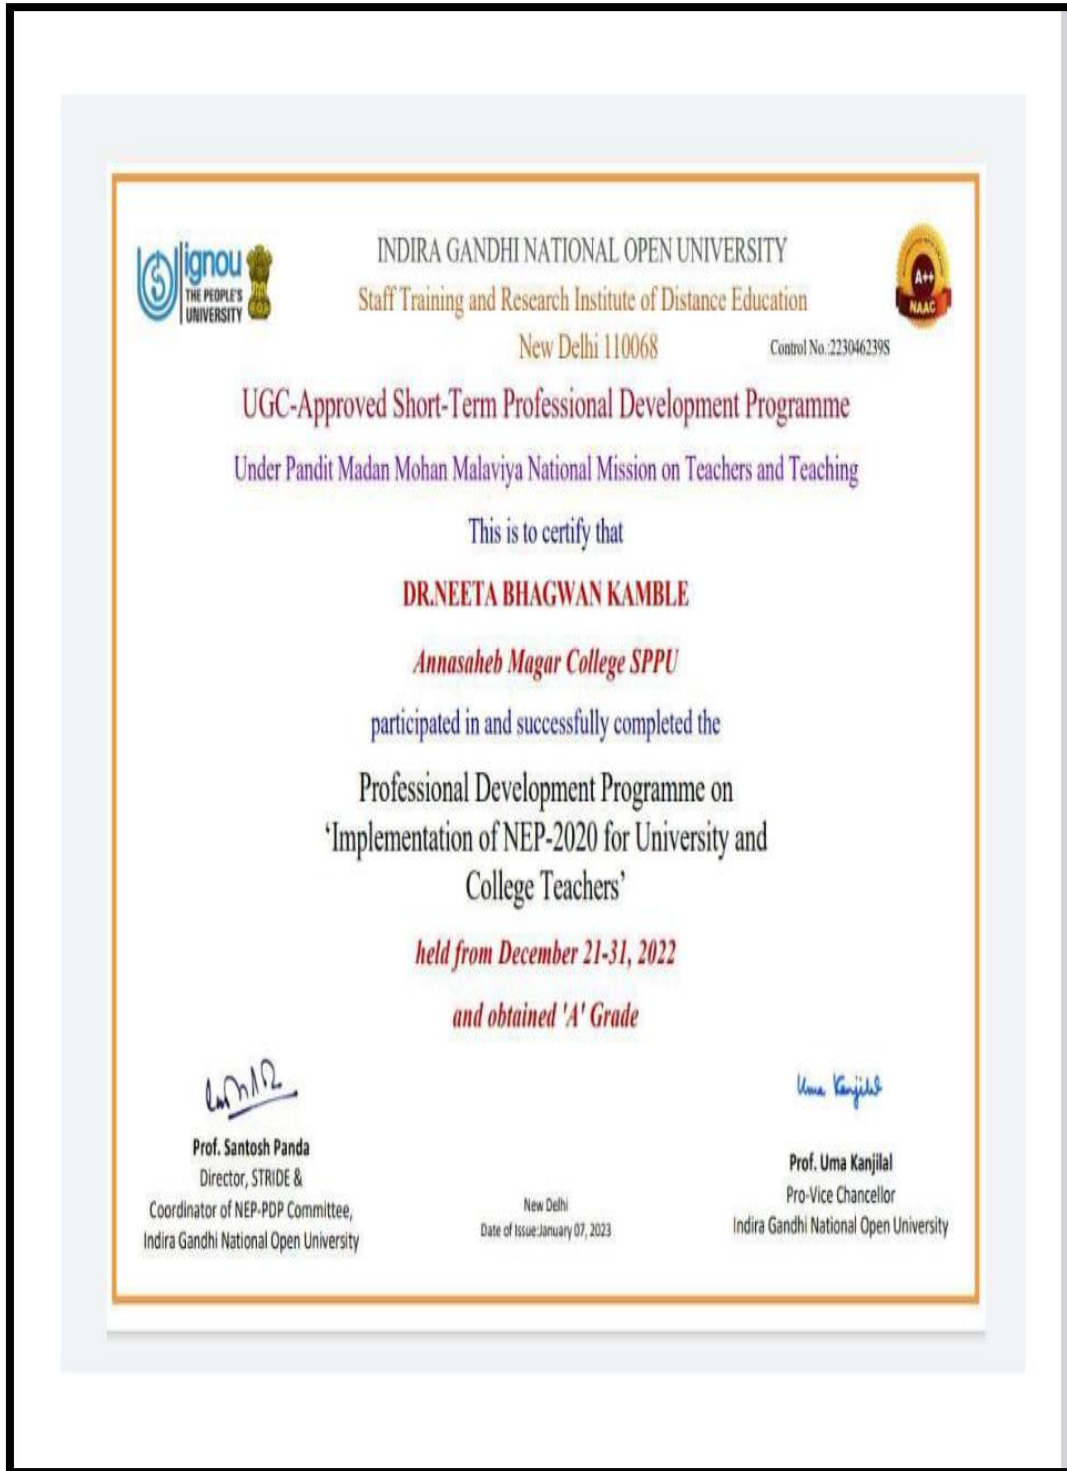 ignou
THE PEOPLE'S
UNIVERSITY
INDIRA GANDHI NATIONAL OPEN UNIVERSITY
Staff Training and Research Institute of Distance Education
New Delhi 110068
A++
NAAC
Control No.:223046239S
UGC-Approved Short-Term Professional Development Programme
Under Pandit Madan Mohan Malaviya National Mission on Teachers and Teaching
This is to certify that
DR.NEETA BHAGWAN KAMBLE
Annasaheb Magar College SPPU
participated in and successfully completed the
Professional Development Programme on
‘Implementation of NEP-2020 for University and
College Teachers’
held from December 21-31, 2022
and obtained 'A' Grade
Prof. Santosh Panda
Director, STRIDE &
Coordinator of NEP-PDP Committee,
Indira Gandhi National Open University
New Delhi
Date of Issue:January 07, 2023
Uma Kanjilal
Prof. Uma Kanjilal
Pro-Vice Chancellor
Indira Gandhi National Open University